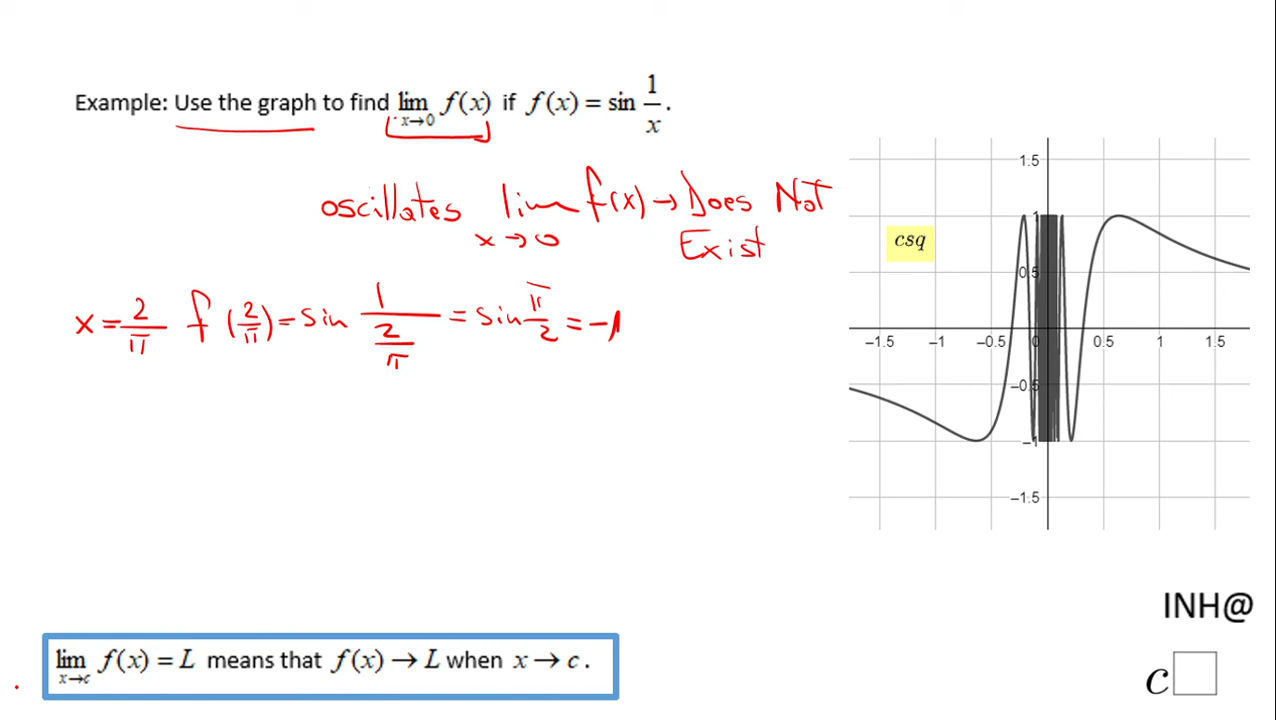 Example: Use the graph to find lim x→0 f(x) if f(x) = sin 1/x.
oscillates lim x→0 f(x) → Does Not Exist
x = 2/π f(2/π) = sin 1/(2/π) = sin π/2 = -1
1.5
1
csq
0.5
-1.5 -1 -0.5 0 0.5 1 1.5
-0.5
-1
-1.5
INH@
lim x→c f(x) = L means that f(x) → L when x → c.
c